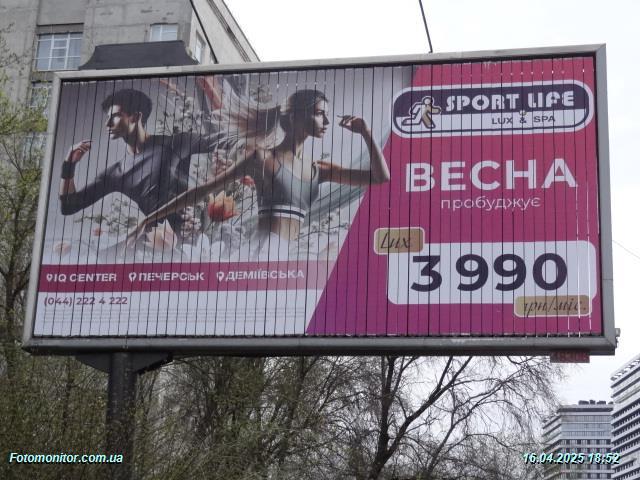 SPORT LIFE
LUX & SPA
ВЕСНА
пробуджує
Lux
3 990
грн/міс.
IQ CENTER ПЕЧЕРСЬК ДЕМІЇВСЬКА
(044) 222 4 222
Fotomonitor.com.ua
16.04.2025 18:52